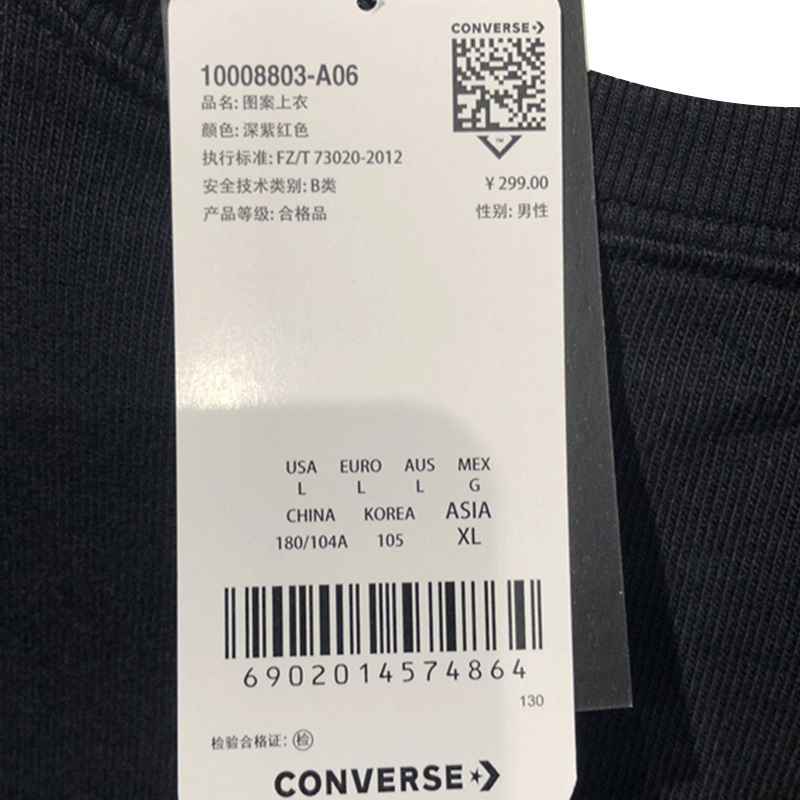 CONVERSE
10008803-A06
品名: 图案上衣
颜色: 深紫红色
执行标准: FZ/T 73020-2012
安全技术类别: B类
¥ 299.00
产品等级: 合格品
性别: 男性
USA EURO AUS MEX
L L L G
CHINA KOREA ASIA
180/104A 105 XL
6902014574864
130
检验合格证: 检
CONVERSE